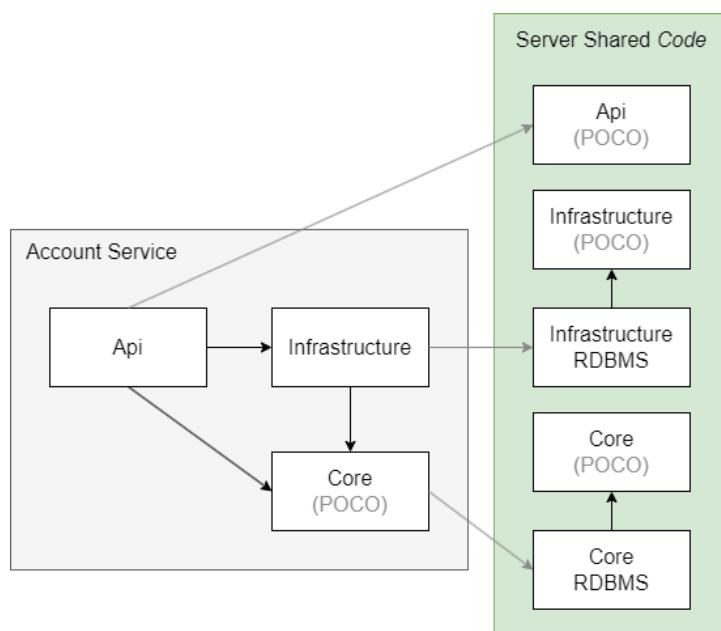 Server Shared Code
Api
(POCO)
Infrastructure
(POCO)
Account Service
Api
Infrastructure
Infrastructure
RDBMS
Core
(POCO)
Core
(POCO)
Core
RDBMS